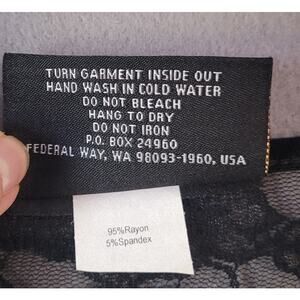 TURN GARMENT INSIDE OUT
HAND WASH IN COLD WATER
DO NOT BLEACH
HANG TO DRY
DO NOT IRON
P.O. BOX 24960
FEDERAL WAY, WA 98093-1960, USA
95%Rayon
5%Spandex